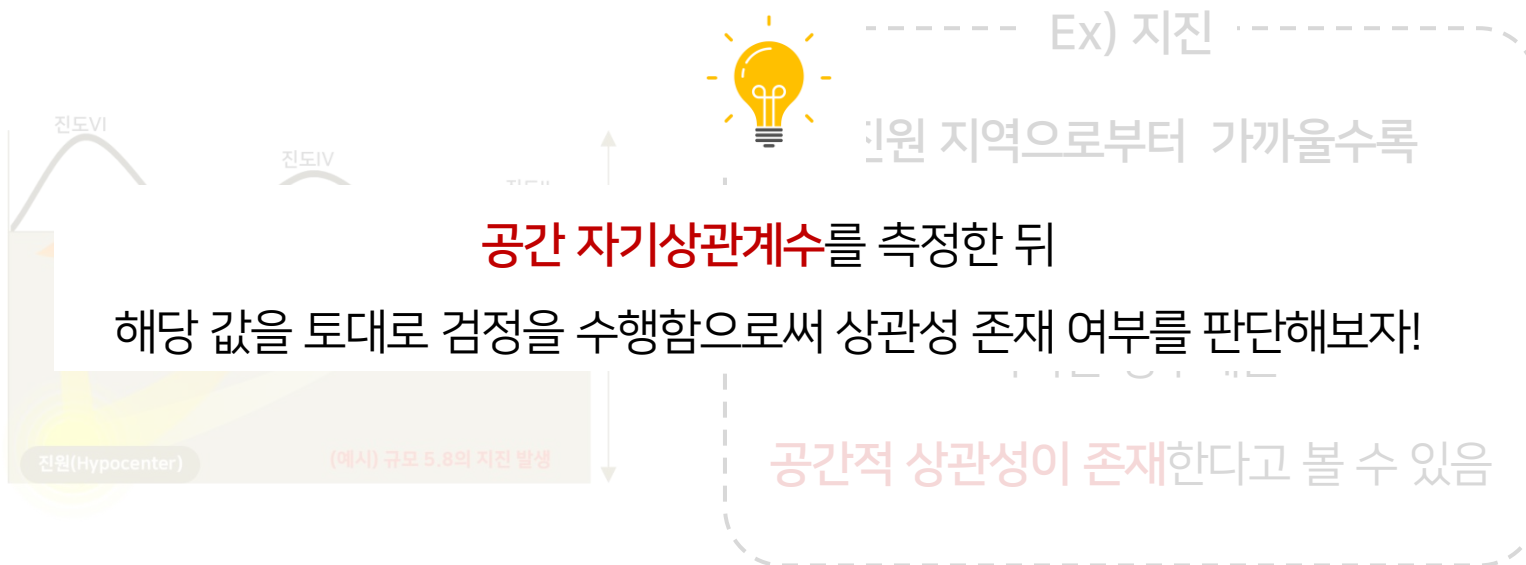 Ex) 지진
진도VI
진원 지역으로부터 가까울수록
진도IV
공간 자기상관계수를 측정한 뒤
해당 값을 토대로 검정을 수행함으로써 상관성 존재 여부를 판단해보자!
공간적 상관성이 존재한다고 볼 수 있음
진원(Hypocenter)
(예시) 규모 5.8의 지진 발생